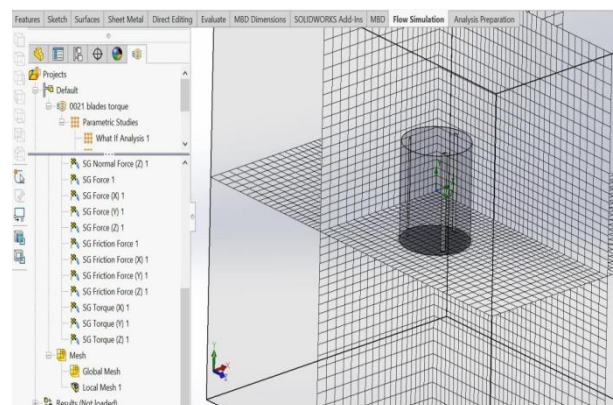 Features Sketch Surfaces Sheet Metal Direct Editing Evaluate MBD Dimensions SOLIDWORKS Add-Ins MBD Flow Simulation Analysis Preparation
Projects
Default
0021 blades torque
Parametric Studies
What If Analysis 1
SG Normal Force (Z) 1
SG Force 1
SG Force (X) 1
SG Force (Y) 1
SG Force (Z) 1
SG Friction Force 1
SG Friction Force (X) 1
SG Friction Force (Y) 1
SG Friction Force (Z) 1
SG Torque (X) 1
SG Torque (Y) 1
SG Torque (Z) 1
Mesh
Global Mesh
Local Mesh 1
Results (Not loaded)